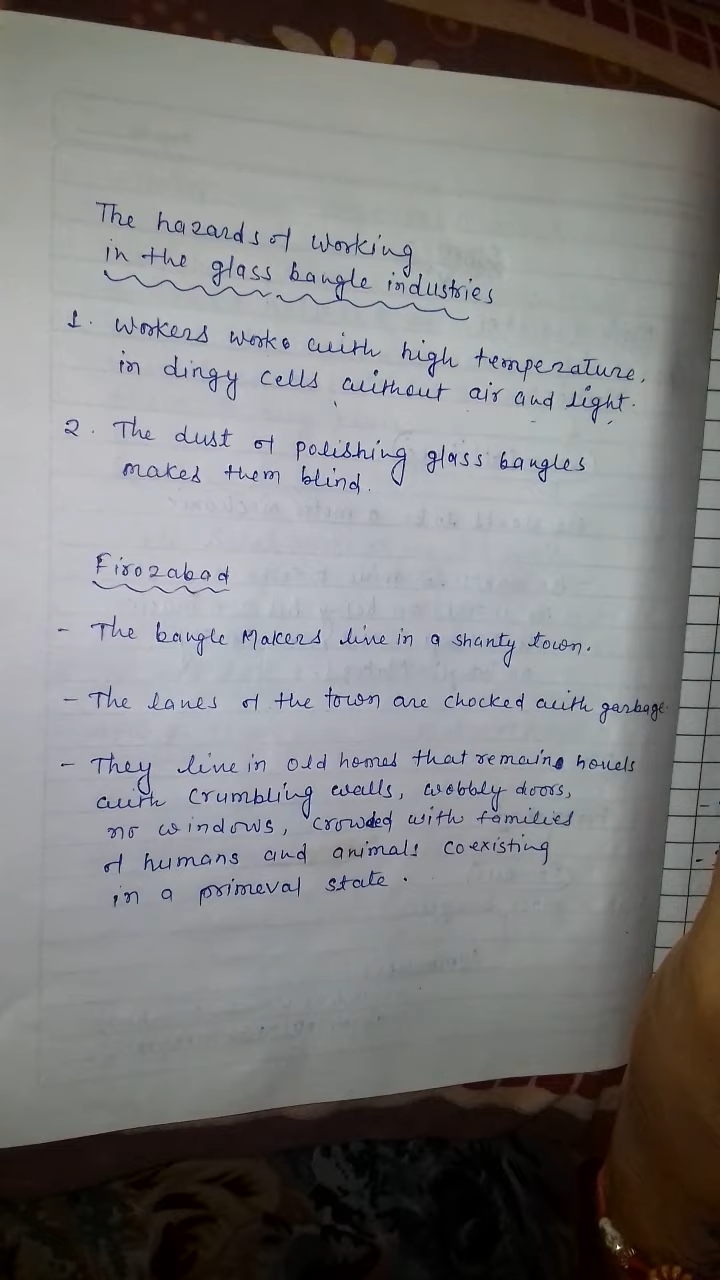 The hazards of working
in the glass bangle industries
1. Workers works with high temperature,
in dingy cells without air and light.
2. The dust of polishing glass bangles
makes them blind.
Firozabad
- The bangle Makers live in a shanty town.
- The lanes of the town are chocked with garbage
- They live in old homes that remains hovels
with crumbling walls, wobbly doors,
no windows, crowded with families
of humans and animals coexisting
in a primeval state.